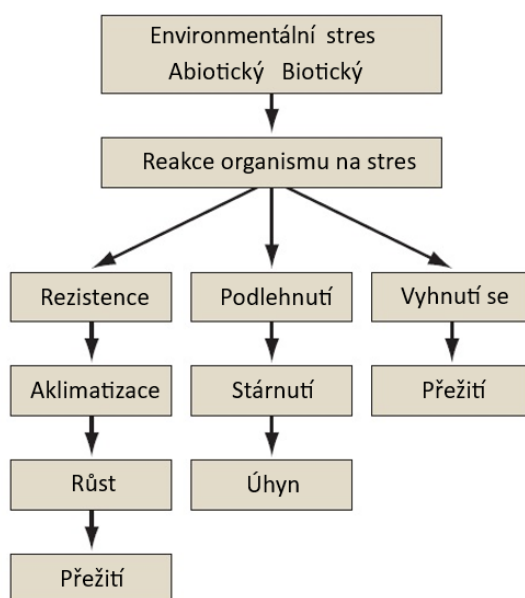 Environmentální stres
Abiotický Biotický
Reakce organismu na stres
Rezistence
Podlehnutí
Vyhnutí se
Aklimatizace
Stárnutí
Přežití
Růst
Úhyn
Přežití